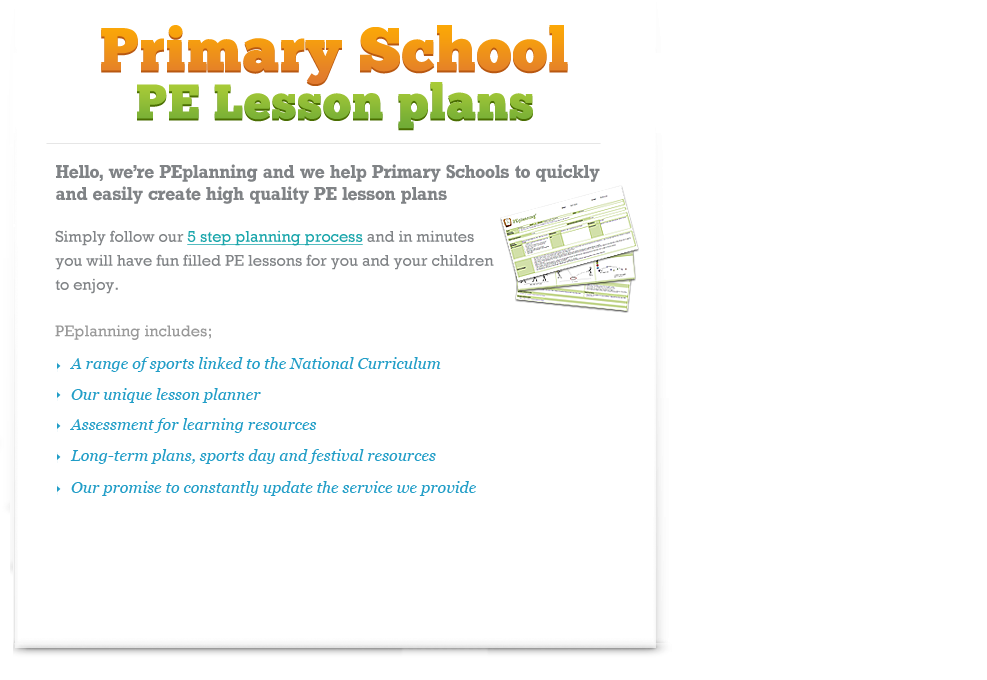 Primary School
PE Lesson plans
Hello, we're PEplanning and we help Primary Schools to quickly
and easily create high quality PE lesson plans
Simply follow our 5 step planning process and in minutes
you will have fun filled PE lessons for you and your children
to enjoy.
PEplanning
PEplanning includes;
A range of sports linked to the National Curriculum
Our unique lesson planner
Assessment for learning resources
Long-term plans, sports day and festival resources
Our promise to constantly update the service we provide